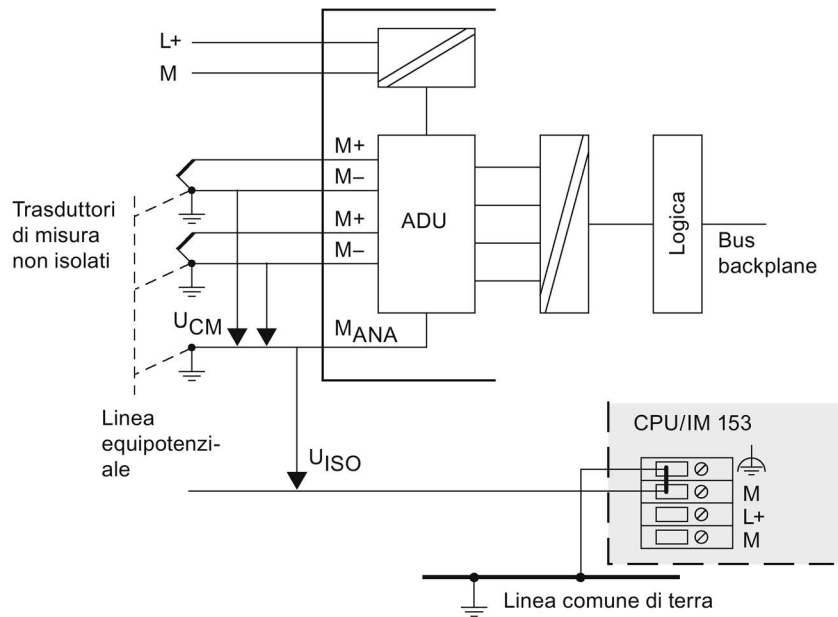 L+
M
M+
M–
M+
M–
Trasduttori
di misura
non isolati
ADU
Logica
Bus
backplane
UCM
MANA
Linea
equipotenzi-
ale
UISO
CPU/IM 153
M
L+
M
Linea comune di terra